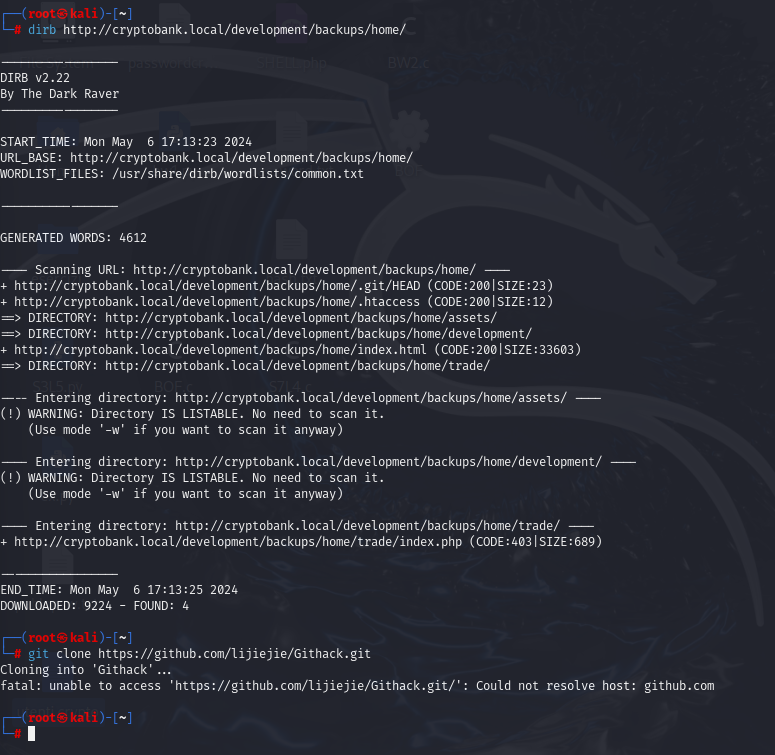 ┌──(root㉿kali)-[~]
└─# dirb http://cryptobank.local/development/backups/home/
-----------------
DIRB v2.22
By The Dark Raver
-----------------
START_TIME: Mon May  6 17:13:23 2024
URL_BASE: http://cryptobank.local/development/backups/home/
WORDLIST_FILES: /usr/share/dirb/wordlists/common.txt
-----------------
GENERATED WORDS: 4612
---- Scanning URL: http://cryptobank.local/development/backups/home/ ----
+ http://cryptobank.local/development/backups/home/.git/HEAD (CODE:200|SIZE:23)
+ http://cryptobank.local/development/backups/home/.htaccess (CODE:200|SIZE:12)
==> DIRECTORY: http://cryptobank.local/development/backups/home/assets/
==> DIRECTORY: http://cryptobank.local/development/backups/home/development/
+ http://cryptobank.local/development/backups/home/index.html (CODE:200|SIZE:33603)
==> DIRECTORY: http://cryptobank.local/development/backups/home/trade/
---- Entering directory: http://cryptobank.local/development/backups/home/assets/ ----
(!) WARNING: Directory IS LISTABLE. No need to scan it.
    (Use mode '-w' if you want to scan it anyway)
---- Entering directory: http://cryptobank.local/development/backups/home/development/ ----
(!) WARNING: Directory IS LISTABLE. No need to scan it.
    (Use mode '-w' if you want to scan it anyway)
---- Entering directory: http://cryptobank.local/development/backups/home/trade/ ----
+ http://cryptobank.local/development/backups/home/trade/index.php (CODE:403|SIZE:689)
-----------------
END_TIME: Mon May  6 17:13:25 2024
DOWNLOADED: 9224 - FOUND: 4
┌──(root㉿kali)-[~]
└─# git clone https://github.com/lijiejie/Githack.git
Cloning into 'Githack'...
fatal: unable to access 'https://github.com/lijiejie/Githack.git/': Could not resolve host: github.com
┌──(root㉿kali)-[~]
└─#